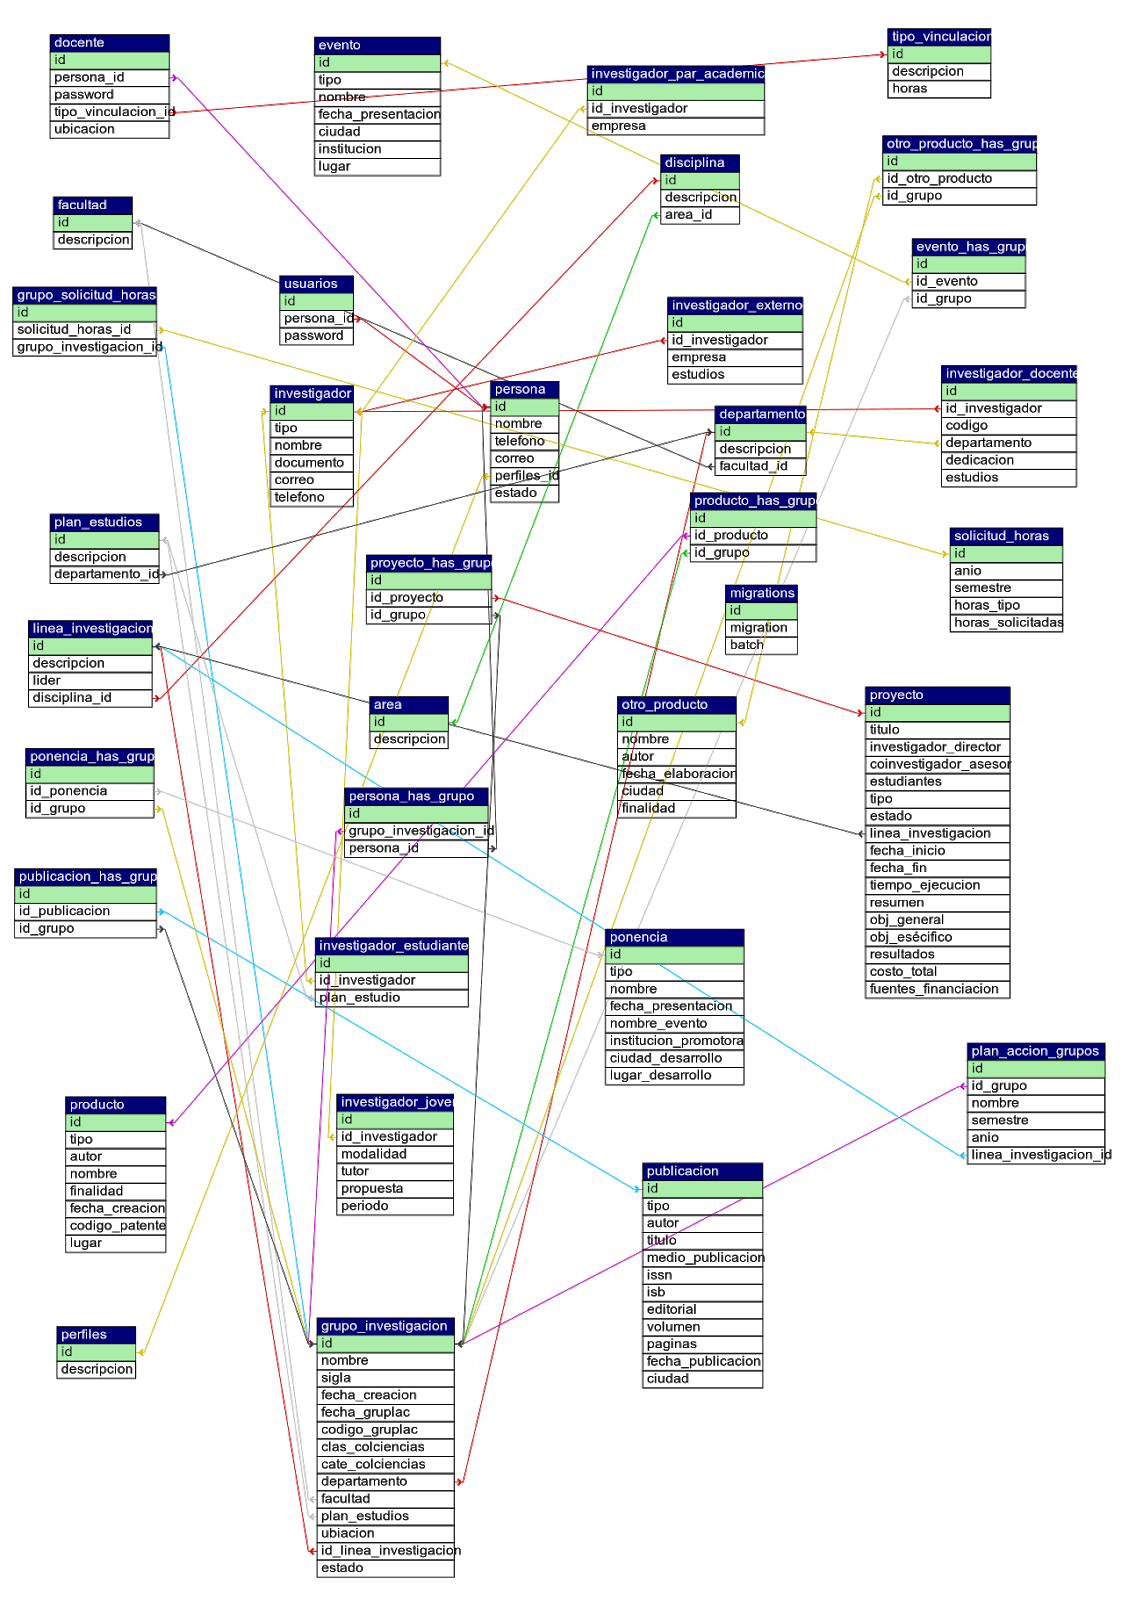 docente
id
persona_id
password
tipo_vinculacion_id
ubicacion
evento
id
tipo
nombre
fecha_presentacion
ciudad
institucion
lugar
investigador_par_academic
id
id_investigador
empresa
tipo_vinculacion
id
descripcion
horas
disciplina
id
descripcion
area_id
otro_producto_has_grup
id
id_otro_producto
id_grupo
facultad
id
descripcion
evento_has_grup
id
id_evento
id_grupo
usuarios
id
persona_id
password
grupo_solicitud_horas
id
solicitud_horas_id
grupo_investigacion_id
investigador_externo
id
id_investigador
empresa
estudios
investigador
id
tipo
nombre
documento
correo
telefono
persona
id
nombre
telefono
correo
perfiles_id
estado
departamento
id
descripcion
facultad_id
investigador_docente
id
id_investigador
codigo
departamento
dedicacion
estudios
producto_has_grup
id
id_producto
id_grupo
plan_estudios
id
descripcion
departamento_id
solicitud_horas
id
anio
semestre
horas_tipo
horas_solicitadas
proyecto_has_grup
id
id_proyecto
id_grupo
migrations
id
migration
batch
linea_investigacion
id
descripcion
lider
disciplina_id
area
id
descripcion
otro_producto
id
nombre
autor
fecha_elaboracion
ciudad
finalidad
proyecto
id
titulo
investigador_director
coinvestigador_asesor
estudiantes
tipo
estado
linea_investigacion
fecha_inicio
fecha_fin
tiempo_ejecucion
resumen
obj_general
obj_esécifico
resultados
costo_total
fuentes_financiacion
ponencia_has_grup
id
id_ponencia
id_grupo
persona_has_grupo
id
grupo_investigacion_id
persona_id
publicacion_has_grup
id
id_publicacion
id_grupo
investigador_estudiante
id
id_investigador
plan_estudio
ponencia
id
tipo
nombre
fecha_presentacion
nombre_evento
institucion_promotora
ciudad_desarrollo
lugar_desarrollo
plan_accion_grupos
id
id_grupo
nombre
semestre
anio
linea_investigacion_id
producto
id
tipo
autor
nombre
finalidad
fecha_creacion
codigo_patente
lugar
investigador_jove
id
id_investigador
modalidad
tutor
propuesta
periodo
publicacion
id
tipo
autor
titulo
medio_publicacion
issn
isb
editorial
volumen
paginas
fecha_publicacion
ciudad
perfiles
id
descripcion
grupo_investigacion
id
nombre
sigla
fecha_creacion
fecha_gruplac
codigo_gruplac
clas_colciencias
cate_colciencias
departamento
facultad
plan_estudios
ubiacion
id_linea_investigacion
estado